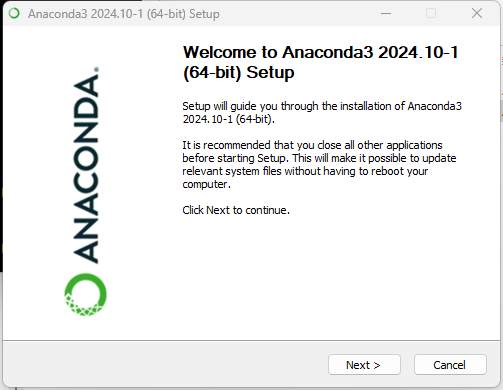 Anaconda3 2024.10-1 (64-bit) Setup
ANACONDA.
Welcome to Anaconda3 2024.10-1
(64-bit) Setup
Setup will guide you through the installation of Anaconda3
2024.10-1 (64-bit).
It is recommended that you close all other applications
before starting Setup. This will make it possible to update
relevant system files without having to reboot your
computer.
Click Next to continue.
Next >
Cancel